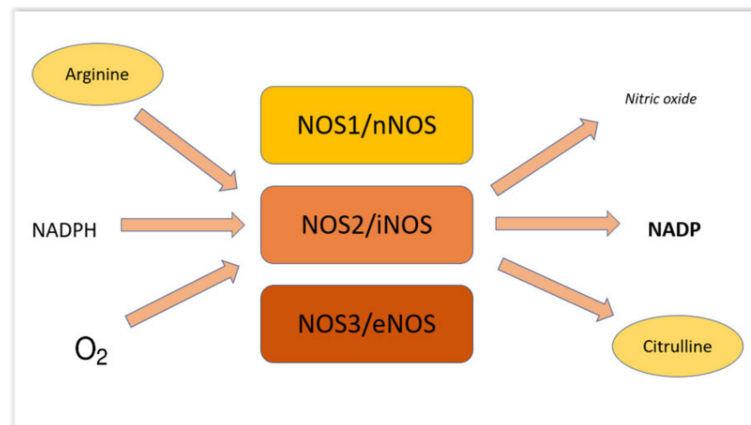 Arginine
NADPH
O₂
NOS1/nNOS
NOS2/iNOS
NOS3/eNOS
Nitric oxide
NADP
Citrulline